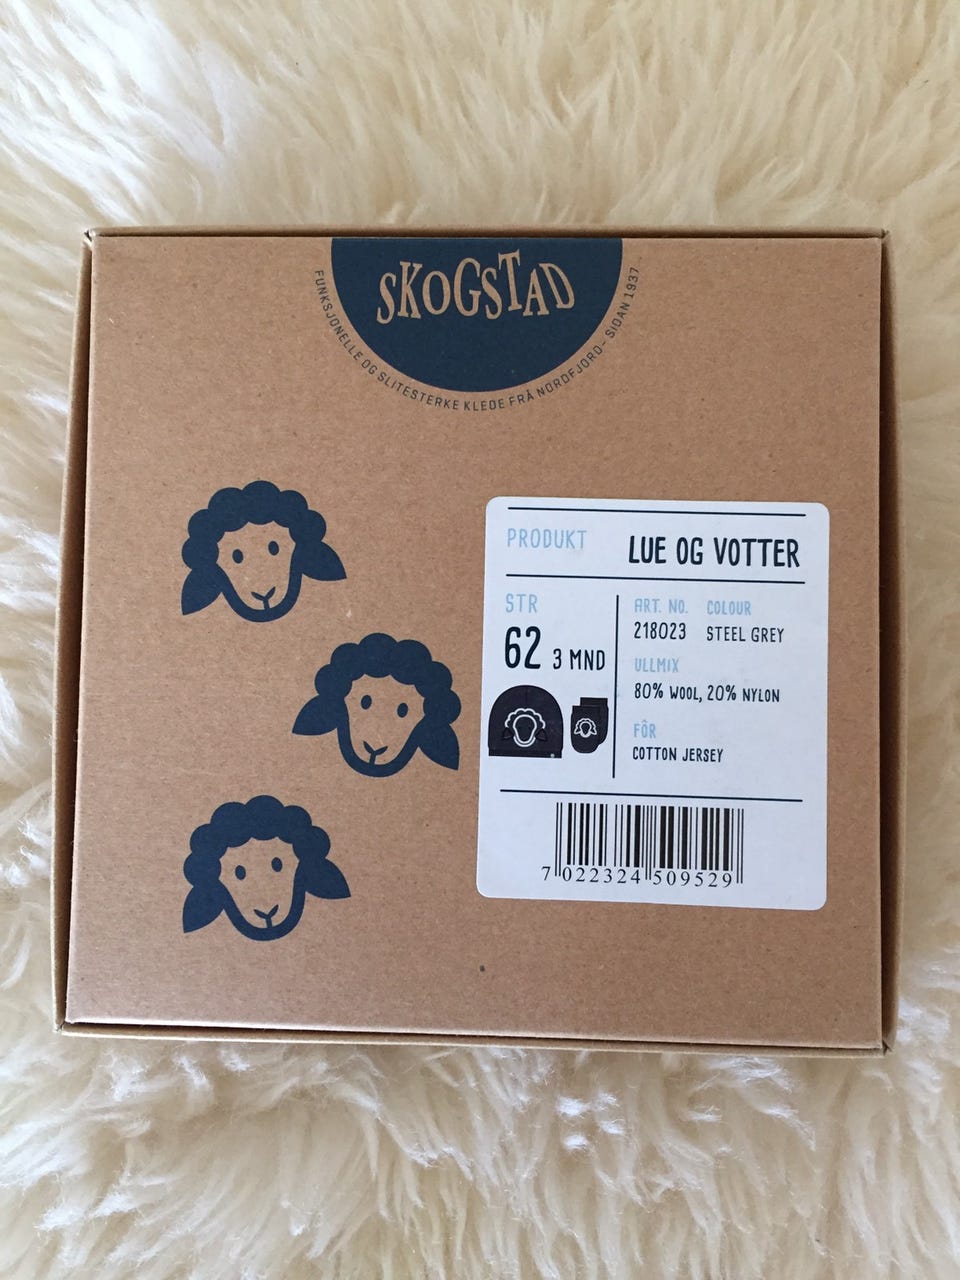 SKOGSTAD
FUNKSJONELLE OG SLITESTERKE KLEDE FRÅ NORDFJORD - SIDAN 1937
PRODUKT LUE OG VOTTER
STR
62 3 MND
ART. NO. COLOUR
218023 STEEL GREY
ULLMIX
80% WOOL, 20% NYLON
FÔR
COTTON JERSEY
7 022324 509529